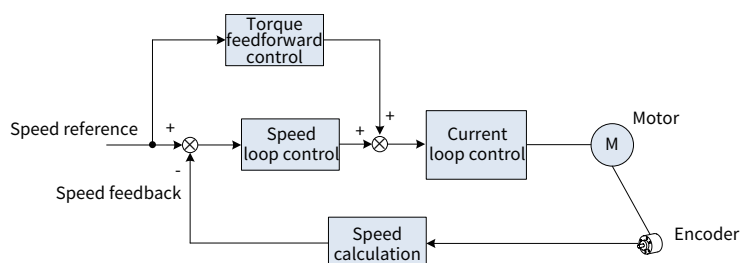 Torque
feedforward
control
+
Speed reference
+
Speed
loop control
+
Current
loop control
Motor
M
-
Speed feedback
Speed
calculation
Encoder